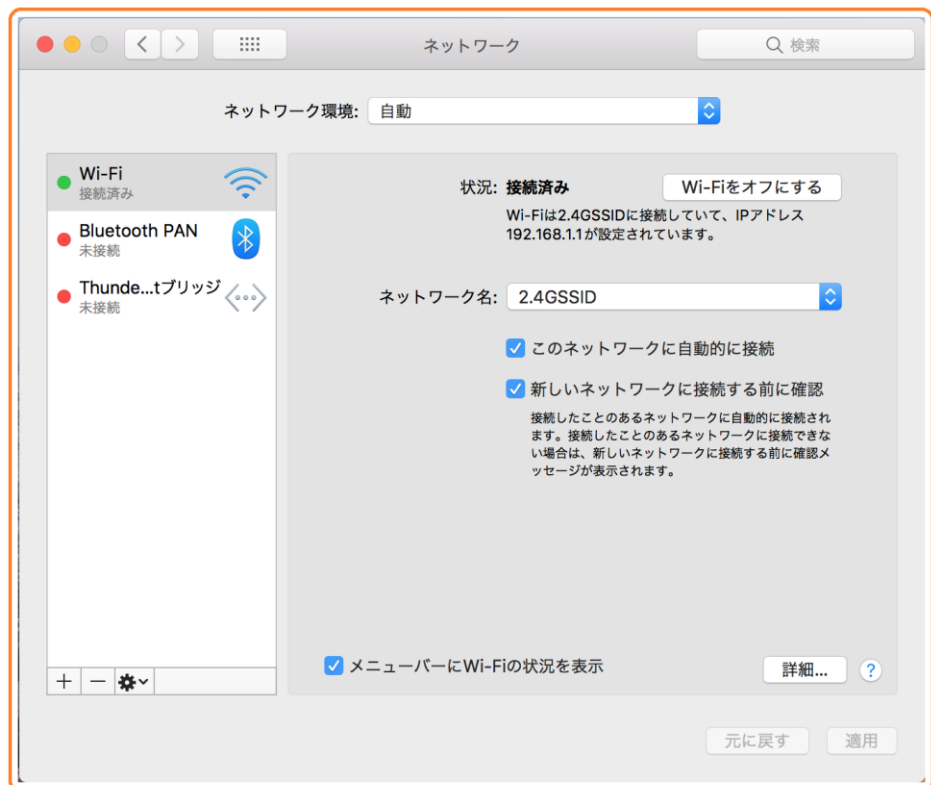 ネットワーク
検索
ネットワーク環境: 自動
Wi-Fi
接続済み
Bluetooth PAN
未接続
Thunde...tブリッジ
未接続
状況: 接続済み
Wi-Fiをオフにする
Wi-Fiは2.4GSSIDに接続していて、IPアドレス
192.168.1.1が設定されています。
ネットワーク名: 2.4GSSID
このネットワークに自動的に接続
新しいネットワークに接続する前に確認
接続したことのあるネットワークに自動的に接続され
ます。接続したことのあるネットワークに接続できな
い場合は、新しいネットワークに接続する前に確認メ
ッセージが表示されます。
メニューバーにWi-Fiの状況を表示
詳細...
?
元に戻す
適用